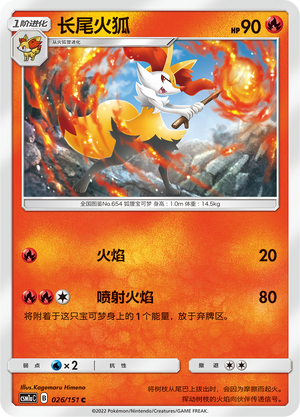 1阶进化
长尾火狐
HP90
从火狐狸进化
全国图鉴No.654 狐狸宝可梦 身高:1.0m 体重:14.5kg
火焰 20
喷射火焰 80
将附着于这只宝可梦身上的1个能量,放于弃牌区。
弱点 ×2 抗性 撤退
Illus.Kagemaru Himeno
将树枝从尾巴上拔出时,会因为摩擦而起火。
挥动树枝的火焰向伙伴传递信号。
CSM1aC B 026/151 C
©2022 Pokémon/Nintendo/Creatures/GAME FREAK.